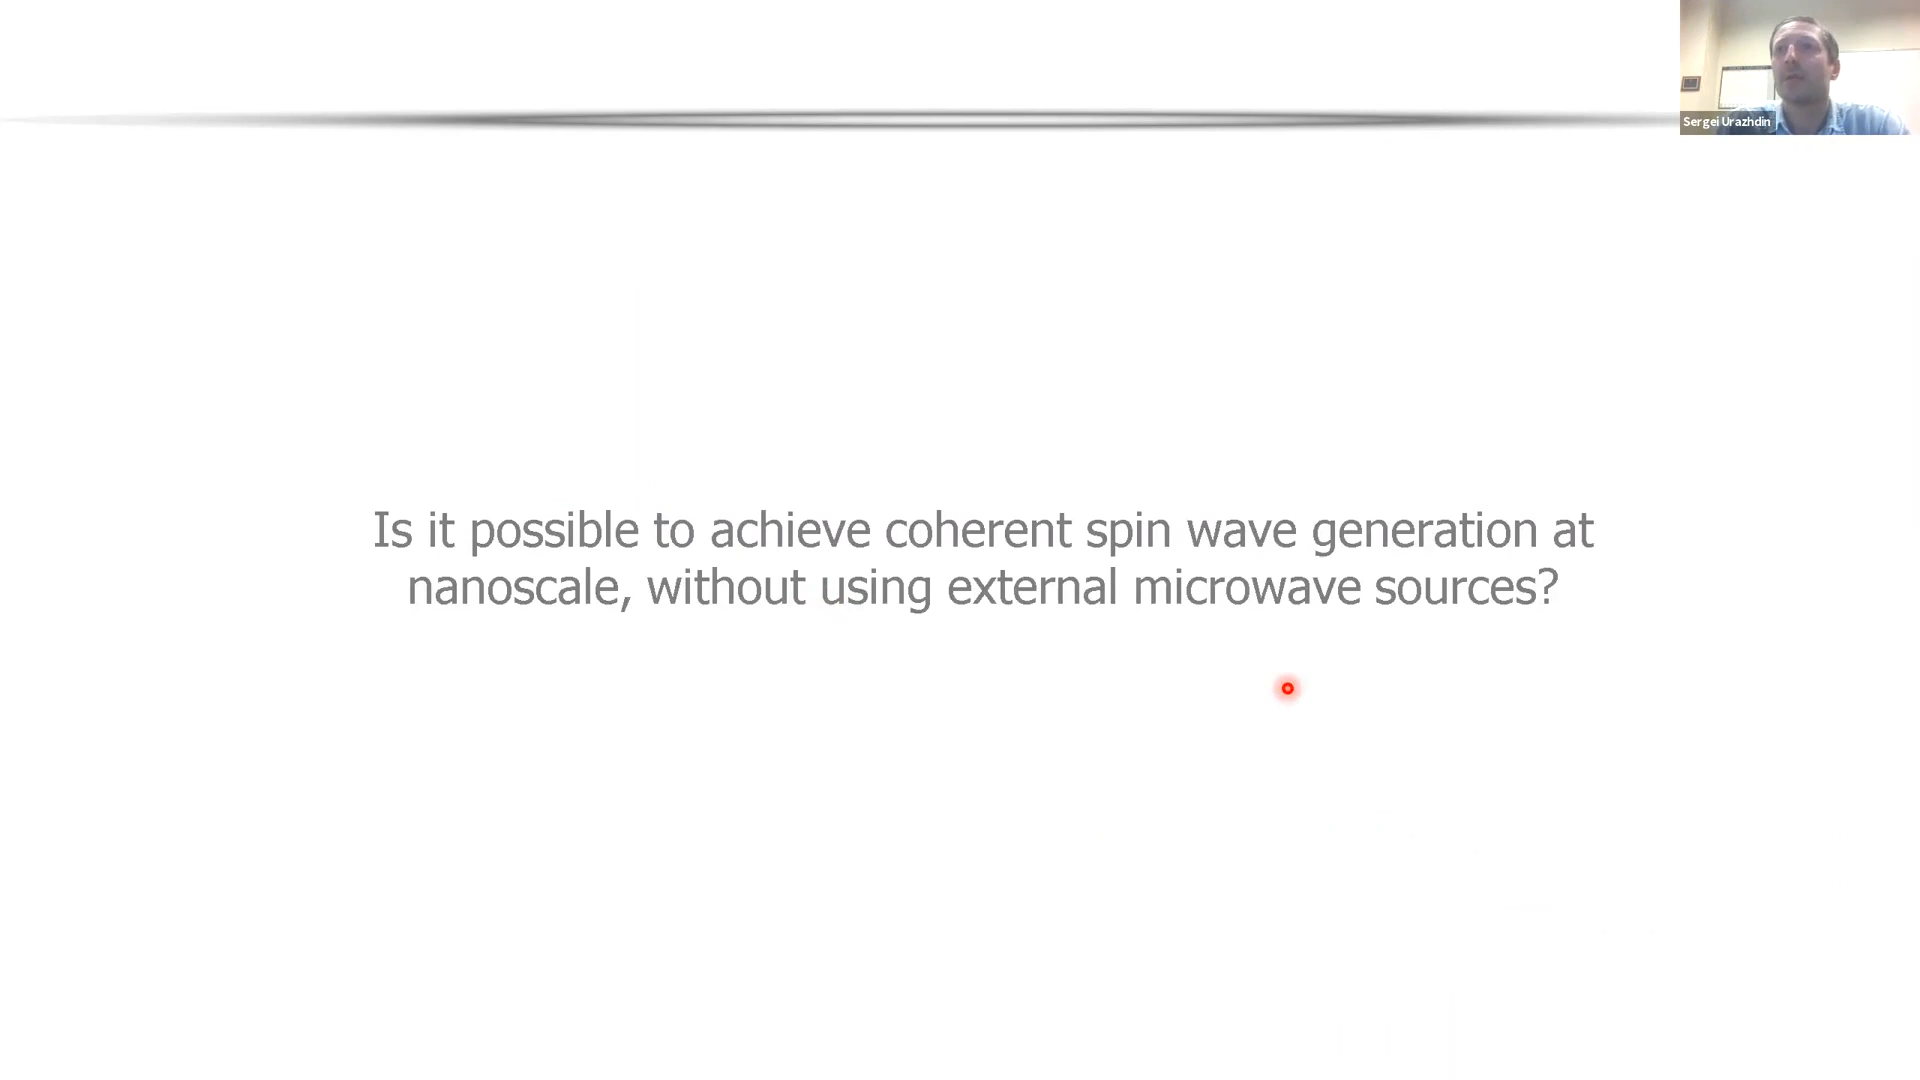 Sergei Urazhdin
Is it possible to achieve coherent spin wave generation at
nanoscale, without using external microwave sources?